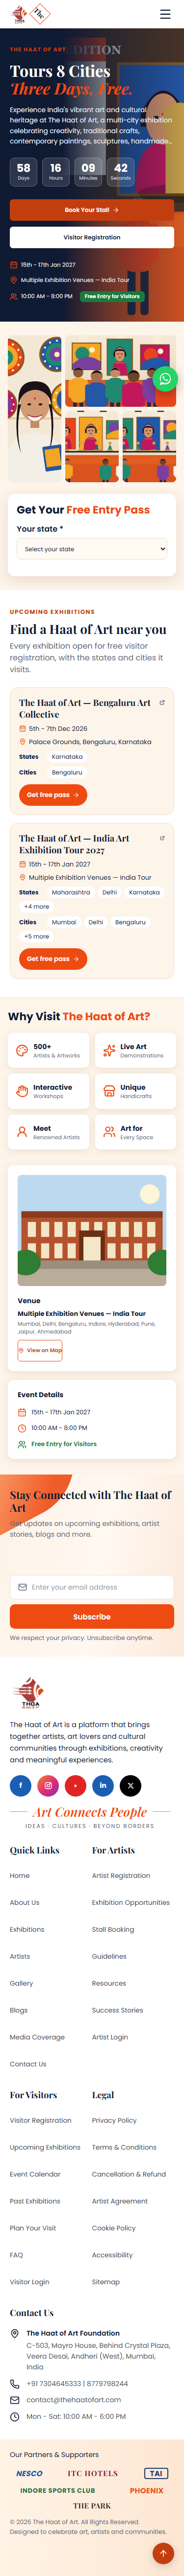 The
THE HAAT OF ART
EDITION
Tours 8 Cities
Three Days, Free.
Experience India's vibrant art and cultural
heritage at The Haat of Art, a multi-city exhibition
celebrating creativity, traditional crafts,
contemporary paintings, sculptures, handmade...
58 16 09 42
Days Hours Minutes Seconds
Book Your Stall →
Visitor Registration
15th - 17th Jan 2027
Multiple Exhibition Venues — India Tour
10:00 AM - 8:00 PM Free Entry for Visitors
Get Your Free Entry Pass
Your state *
Select your state
UPCOMING EXHIBITIONS
Find a Haat of Art near you
Every exhibition open for free visitor
registration, with the states and cities it
visits.
The Haat of Art — Bengaluru Art
Collective
5th - 7th Dec 2026
Palace Grounds, Bengaluru, Karnataka
States Karnataka
Cities Bengaluru
Get free pass →
The Haat of Art — India Art
Exhibition Tour 2027
15th - 17th Jan 2027
Multiple Exhibition Venues — India Tour
States Maharashtra Delhi Karnataka
+4 more
Cities Mumbai Delhi Bengaluru
+5 more
Get free pass →
Why Visit The Haat of Art?
500+
Artists & Artworks
Live Art
Demonstrations
Interactive
Workshops
Unique
Handicrafts
Meet
Renowned Artists
Art for
Every Space
Venue
Multiple Exhibition Venues — India Tour
Mumbai, Delhi, Bengaluru, Indore, Hyderabad, Pune,
Jaipur, Ahmedabad
View on Map
Event Details
15th - 17th Jan 2027
10:00 AM - 8:00 PM
Free Entry for Visitors
Stay Connected with The Haat of
Art
Get updates on upcoming exhibitions, artist
stories, blogs and more.
Enter your email address
Subscribe
We respect your privacy. Unsubscribe anytime.
THOA
The Haat of Art is a platform that brings
together artists, art lovers and cultural
communities through exhibitions, creativity
and meaningful experiences.
Art Connects People
IDEAS · CULTURES · BEYOND BORDERS
Quick Links
Home
About Us
Exhibitions
Artists
Gallery
Blogs
Media Coverage
Contact Us
For Artists
Artist Registration
Exhibition Opportunities
Stall Booking
Guidelines
Resources
Success Stories
Artist Login
For Visitors
Visitor Registration
Upcoming Exhibitions
Event Calendar
Past Exhibitions
Plan Your Visit
FAQ
Visitor Login
Legal
Privacy Policy
Terms & Conditions
Cancellation & Refund
Artist Agreement
Cookie Policy
Accessibility
Sitemap
Contact Us
The Haat of Art Foundation
C-503, Mayro House, Behind Crystal Plaza,
Veera Desai, Andheri (West), Mumbai,
India
+91 7304645333 | 8779798244
contact@thehaatofart.com
Mon - Sat: 10:00 AM - 6:00 PM
Our Partners & Supporters
NESCO ITC HOTELS TAI
INDORE SPORTS CLUB PHOENIX
THE PARK
© 2026 The Haat of Art. All Rights Reserved.
Designed to celebrate art, artists and communities.